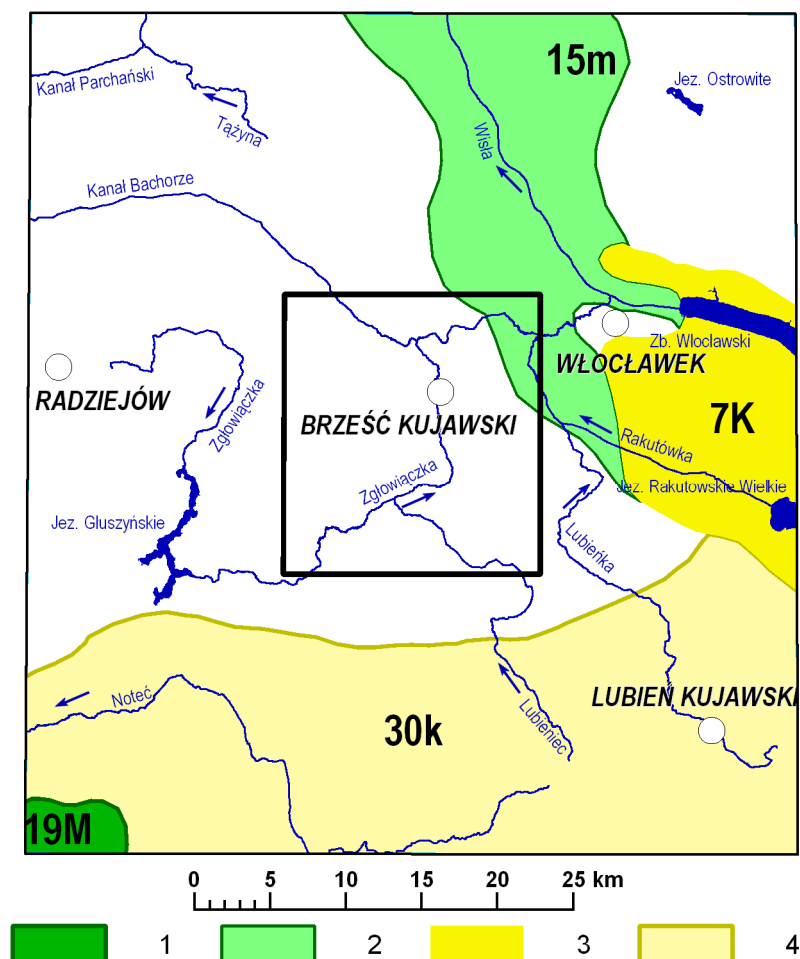 15m
Jez. Ostrowite
Kanał Parchański
Tążyna
Wisła
Kanał Bachorze
Zb. Wloclawski
WŁOCŁAWEK
RADZIEJÓW
BRZEŚĆ KUJAWSKI
7K
Zgłowiączka
Rakutówka
Zgłowiączka
Jez. Rakutowskie Wielkie
Jez. Gluszyńskie
Lubieńka
Noteć
LUBIEŃ KUJAWSKI
Lubieniec
30k
19M
0 5 10 15 20 25 km
1 2 3 4